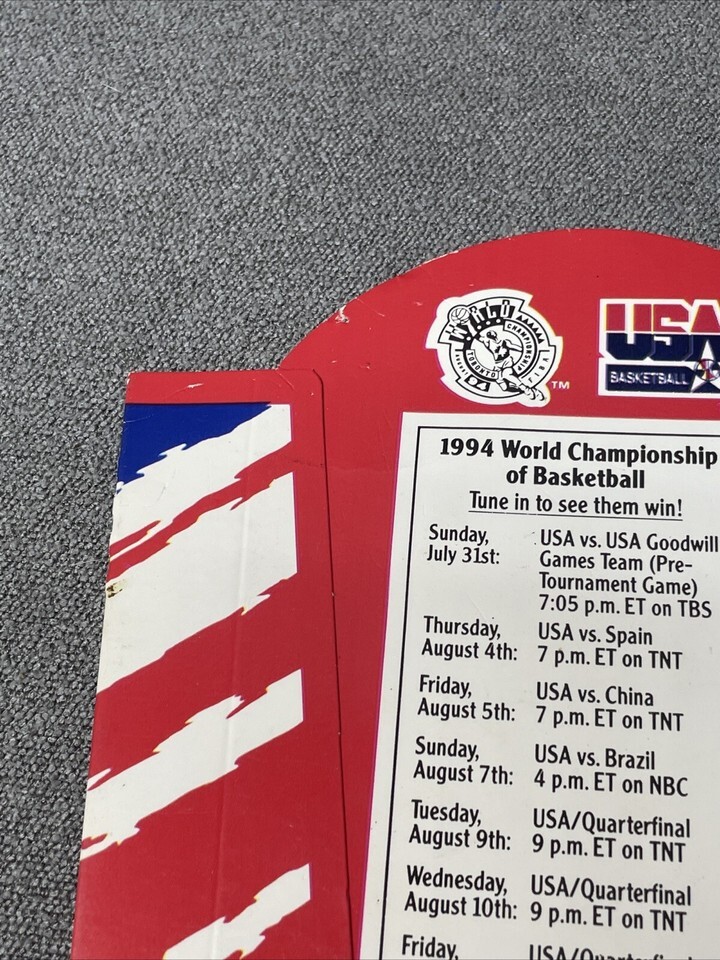 WORLD
CHAMPIONSHIP
TORONTO
94
FIBA
TM
USA
BASKETBALL
1994 World Championship
of Basketball
Tune in to see them win!
Sunday, USA vs. USA Goodwill
July 31st: Games Team (Pre-
Tournament Game)
7:05 p.m. ET on TBS
Thursday, USA vs. Spain
August 4th: 7 p.m. ET on TNT
Friday, USA vs. China
August 5th: 7 p.m. ET on TNT
Sunday, USA vs. Brazil
August 7th: 4 p.m. ET on NBC
Tuesday, USA/Quarterfinal
August 9th: 9 p.m. ET on TNT
Wednesday, USA/Quarterfinal
August 10th: 9 p.m. ET on TNT
Friday,